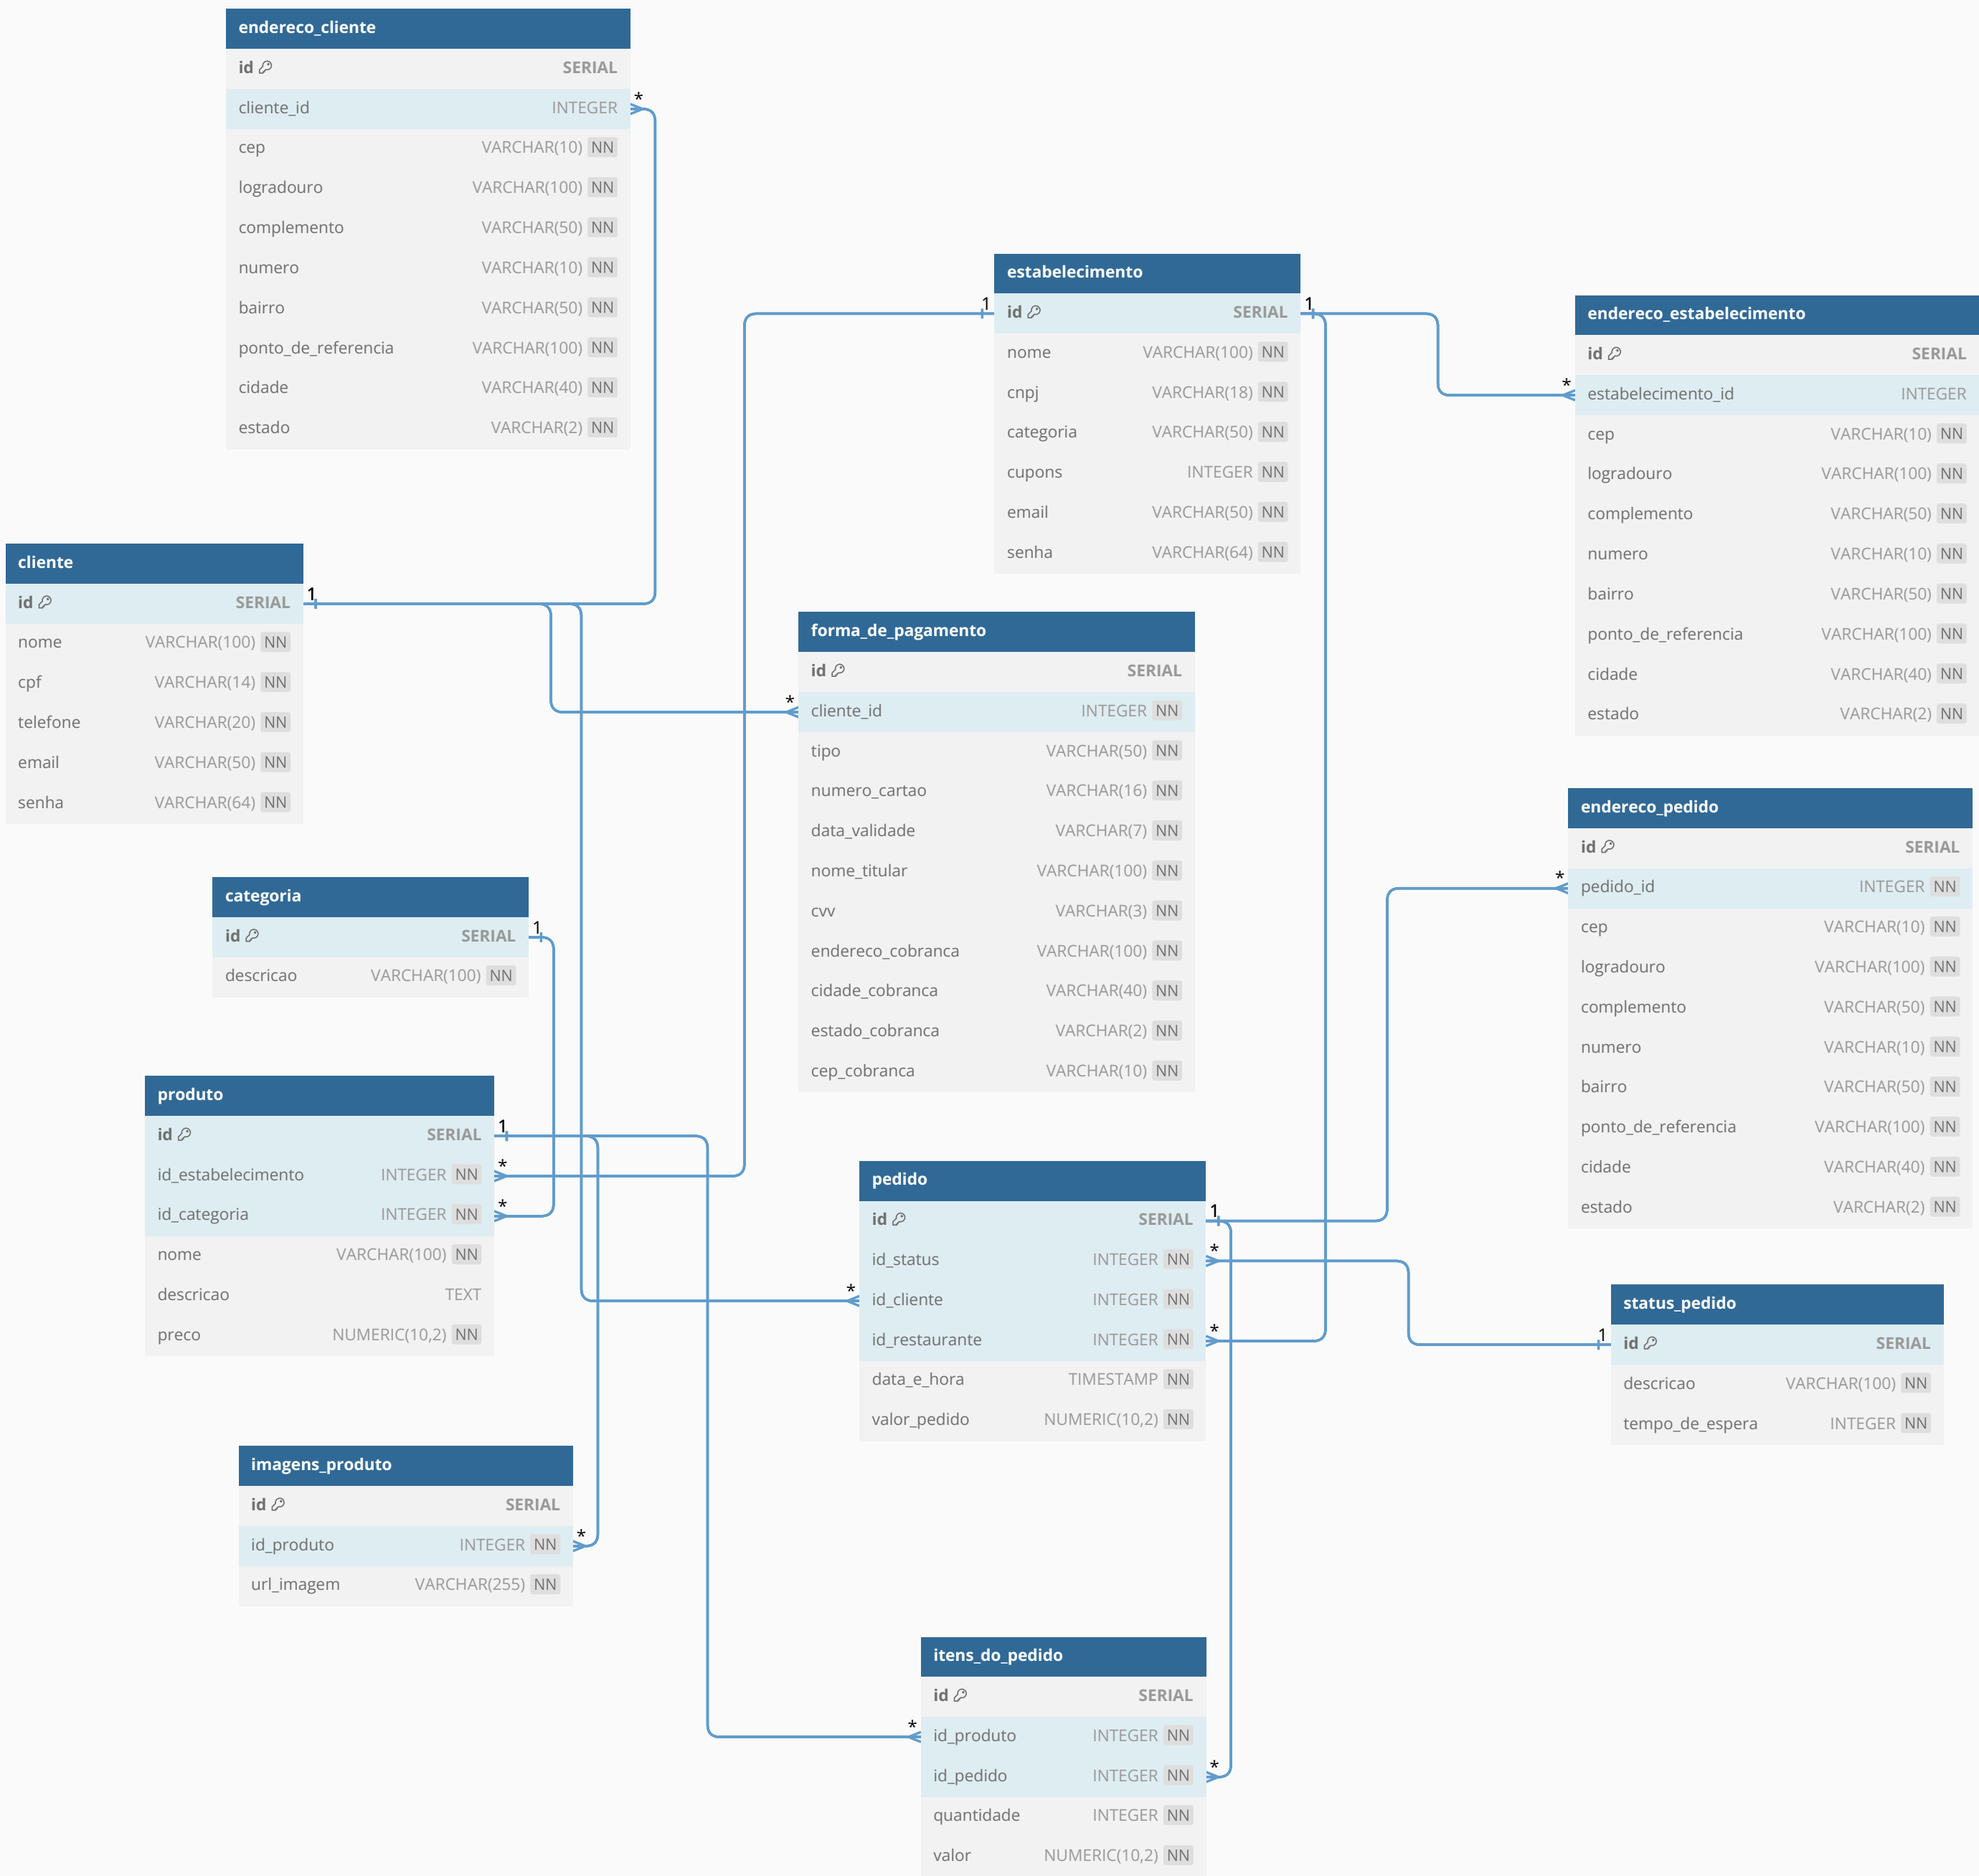 endereco_cliente
id SERIAL
cliente_id INTEGER
*
cep VARCHAR(10) NN
logradouro VARCHAR(100) NN
complemento VARCHAR(50) NN
numero VARCHAR(10) NN
bairro VARCHAR(50) NN
ponto_de_referencia VARCHAR(100) NN
cidade VARCHAR(40) NN
estado VARCHAR(2) NN
estabelecimento
1
id SERIAL
1
nome VARCHAR(100) NN
cnpj VARCHAR(18) NN
categoria VARCHAR(50) NN
cupons INTEGER NN
email VARCHAR(50) NN
senha VARCHAR(64) NN
endereco_estabelecimento
id SERIAL
*
estabelecimento_id INTEGER
cep VARCHAR(10) NN
logradouro VARCHAR(100) NN
complemento VARCHAR(50) NN
numero VARCHAR(10) NN
bairro VARCHAR(50) NN
ponto_de_referencia VARCHAR(100) NN
cidade VARCHAR(40) NN
estado VARCHAR(2) NN
cliente
id SERIAL
1
nome VARCHAR(100) NN
cpf VARCHAR(14) NN
telefone VARCHAR(20) NN
email VARCHAR(50) NN
senha VARCHAR(64) NN
forma_de_pagamento
id SERIAL
*
cliente_id INTEGER NN
tipo VARCHAR(50) NN
numero_cartao VARCHAR(16) NN
data_validade VARCHAR(7) NN
nome_titular VARCHAR(100) NN
cvv VARCHAR(3) NN
endereco_cobranca VARCHAR(100) NN
cidade_cobranca VARCHAR(40) NN
estado_cobranca VARCHAR(2) NN
cep_cobranca VARCHAR(10) NN
endereco_pedido
id SERIAL
*
pedido_id INTEGER NN
cep VARCHAR(10) NN
logradouro VARCHAR(100) NN
complemento VARCHAR(50) NN
numero VARCHAR(10) NN
bairro VARCHAR(50) NN
ponto_de_referencia VARCHAR(100) NN
cidade VARCHAR(40) NN
estado VARCHAR(2) NN
categoria
id SERIAL
1
descricao VARCHAR(100) NN
produto
id SERIAL
1
id_estabelecimento INTEGER NN
*
id_categoria INTEGER NN
*
nome VARCHAR(100) NN
descricao TEXT
preco NUMERIC(10,2) NN
pedido
id SERIAL
1
id_status INTEGER NN
*
*
id_cliente INTEGER NN
id_restaurante INTEGER NN
*
data_e_hora TIMESTAMP NN
valor_pedido NUMERIC(10,2) NN
status_pedido
1
id SERIAL
descricao VARCHAR(100) NN
tempo_de_espera INTEGER NN
imagens_produto
id SERIAL
id_produto INTEGER NN
*
url_imagem VARCHAR(255) NN
itens_do_pedido
id SERIAL
*
id_produto INTEGER NN
id_pedido INTEGER NN
*
quantidade INTEGER NN
valor NUMERIC(10,2) NN